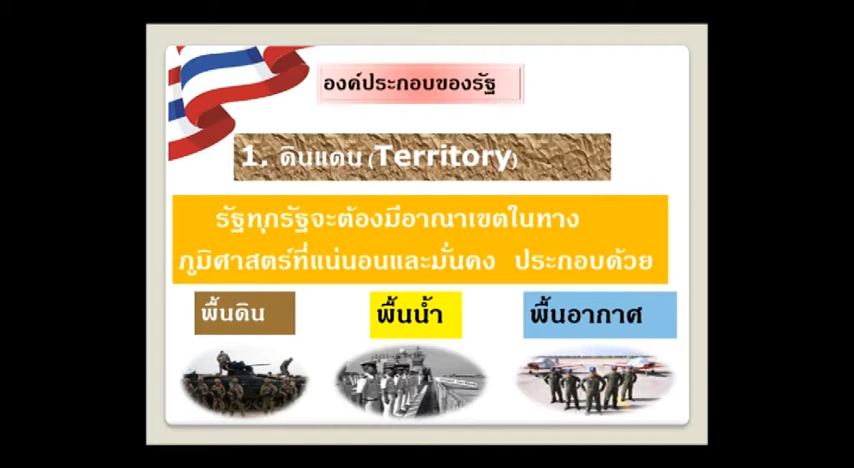 องค์ประกอบของรัฐ
1. ดินแดน (Territory)
รัฐทุกรัฐจะต้องมีอาณาเขตในทาง
ภูมิศาสตร์ที่แน่นอนและมั่นคง ประกอบด้วย
พื้นดิน
พื้นน้ำ
พื้นอากาศ